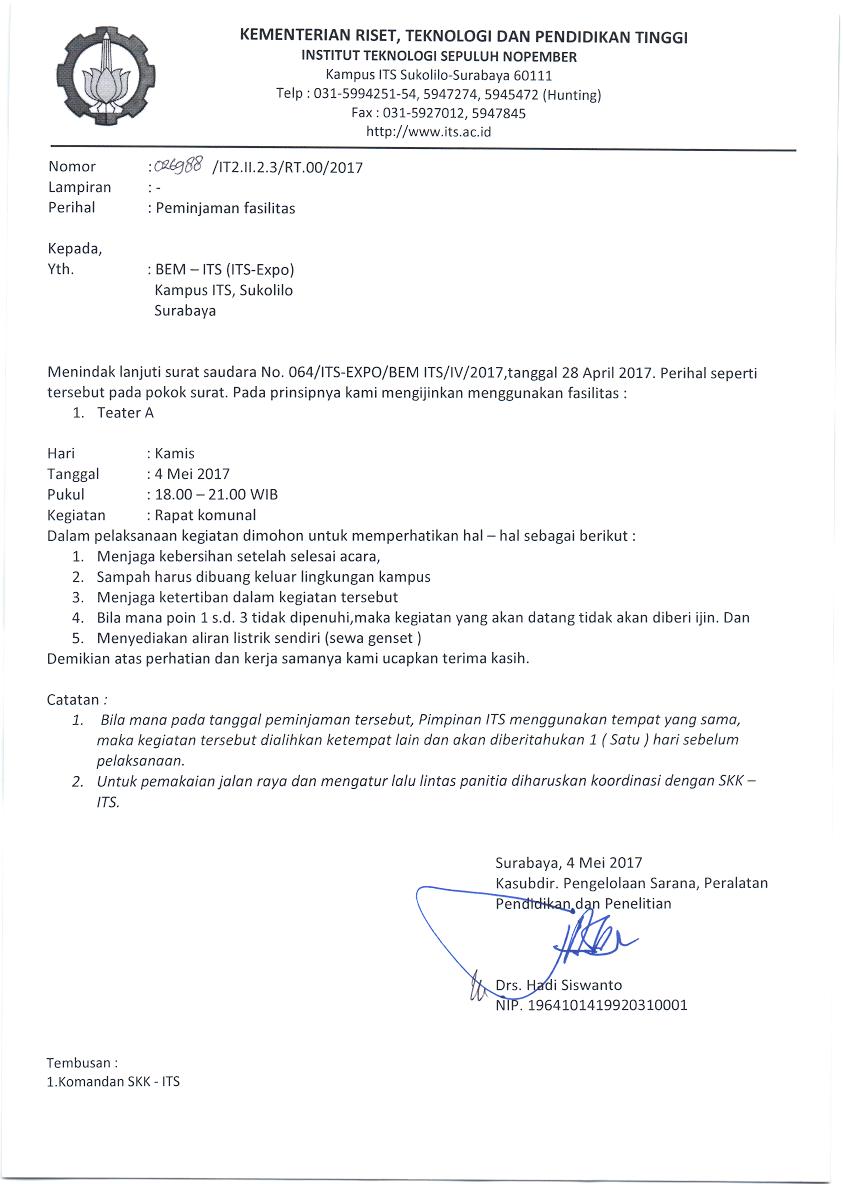 KEMENTERIAN RISET, TEKNOLOGI DAN PENDIDIKAN TINGGI
INSTITUT TEKNOLOGI SEPULUH NOPEMBER
Kampus ITS Sukolilo-Surabaya 60111
Telp : 031-5994251-54, 5947274, 5945472 (Hunting)
Fax : 031-5927012, 5947845
http://www.its.ac.id
Nomor : 026988 /IT2.II.2.3/RT.00/2017
Lampiran : -
Perihal : Peminjaman fasilitas
Kepada,
Yth. : BEM – ITS (ITS-Expo)
Kampus ITS, Sukolilo
Surabaya
Menindak lanjuti surat saudara No. 064/ITS-EXPO/BEM ITS/IV/2017,tanggal 28 April 2017. Perihal seperti
tersebut pada pokok surat. Pada prinsipnya kami mengijinkan menggunakan fasilitas :
1. Teater A
Hari : Kamis
Tanggal : 4 Mei 2017
Pukul : 18.00 – 21.00 WIB
Kegiatan : Rapat komunal
Dalam pelaksanaan kegiatan dimohon untuk memperhatikan hal – hal sebagai berikut :
1. Menjaga kebersihan setelah selesai acara,
2. Sampah harus dibuang keluar lingkungan kampus
3. Menjaga ketertiban dalam kegiatan tersebut
4. Bila mana poin 1 s.d. 3 tidak dipenuhi,maka kegiatan yang akan datang tidak akan diberi ijin. Dan
5. Menyediakan aliran listrik sendiri (sewa genset )
Demikian atas perhatian dan kerja samanya kami ucapkan terima kasih.
Catatan :
1. Bila mana pada tanggal peminjaman tersebut, Pimpinan ITS menggunakan tempat yang sama,
maka kegiatan tersebut dialihkan ketempat lain dan akan diberitahukan 1 ( Satu ) hari sebelum
pelaksanaan.
2. Untuk pemakaian jalan raya dan mengatur lalu lintas panitia diharuskan koordinasi dengan SKK –
ITS.
Surabaya, 4 Mei 2017
Kasubdir. Pengelolaan Sarana, Peralatan
Pendidikan dan Penelitian
Drs. Hadi Siswanto
NIP. 1964101419920310001
Tembusan :
1.Komandan SKK - ITS